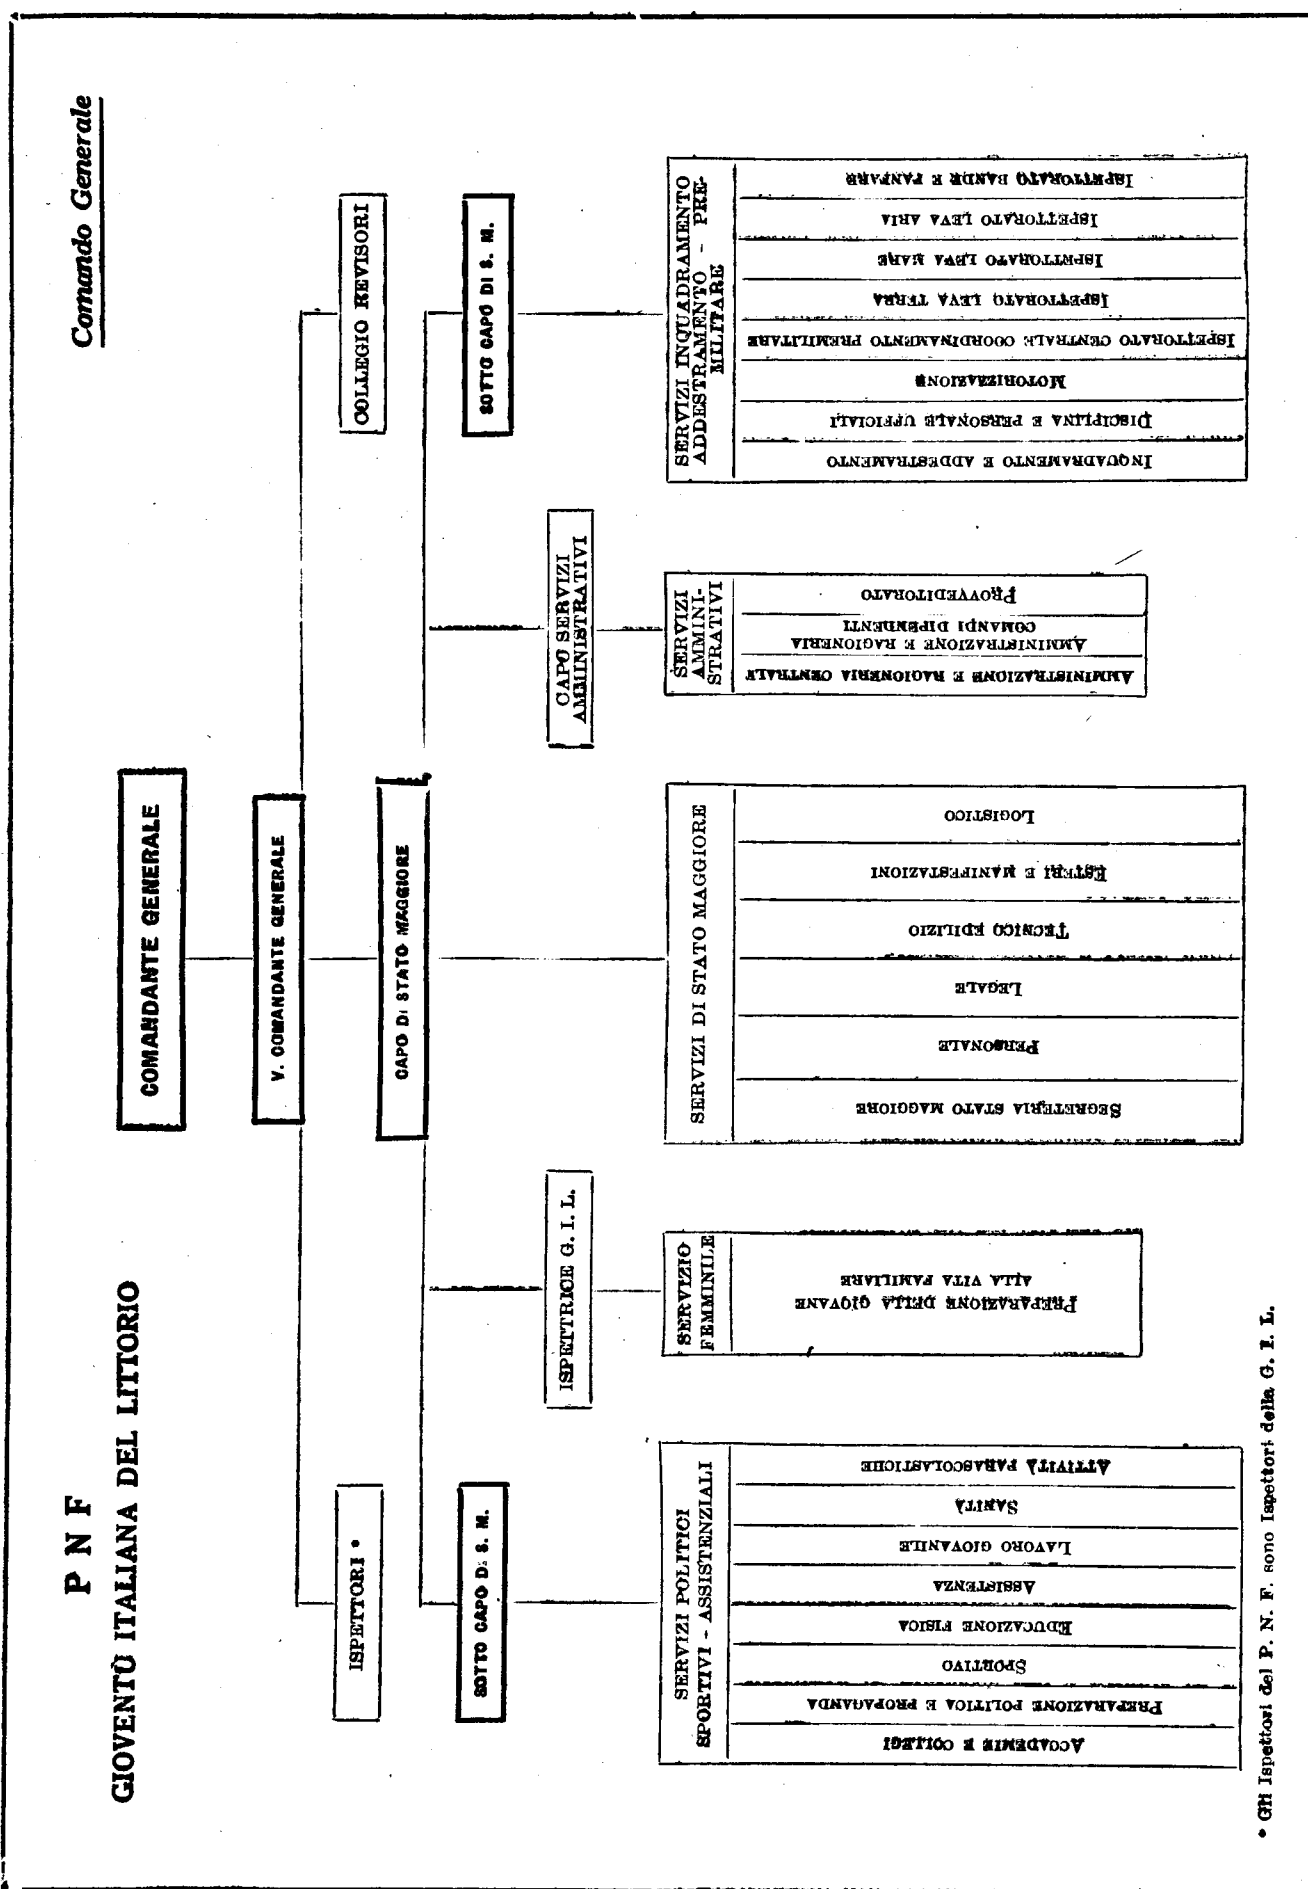 P N F
GIOVENTÙ ITALIANA DEL LITTORIO
Comando Generale
COMANDANTE GENERALE
V. COMANDANTE GENERALE
ISPETTORI *
COLLEGIO REVISORI
CAPO DI STATO MAGGIORE
SOTTO CAPO DI S. M.
SOTTO CAPO DI S. M.
ISPETTRICE G. I. L.
CAPO SERVIZI
AMMINISTRATIVI
SERVIZI POLITICI
SPORTIVI - ASSISTENZIALI
ACCADEMIE E COLLEGI
PREPARAZIONE POLITICA E PROPAGANDA
SPORTIVO
EDUCAZIONE FISICA
ASSISTENZA
LAVORO GIOVANILE
SANITÀ
ATTIVITÀ PARASCOLASTICHE
SERVIZIO
FEMMINILE
PREPARAZIONE DELLA GIOVANE
ALLA VITA FAMILIARE
SERVIZI DI STATO MAGGIORE
SEGRETERIA STATO MAGGIORE
PERSONALE
LEGALE
TECNICO EDILIZIO
ESTERI E MANIFESTAZIONI
LOGISTICO
SERVIZI
AMMINI-
STRATIVI
AMMINISTRAZIONE E RAGIONERIA CENTRALE
AMMINISTRAZIONE E RAGIONERIA
COMANDI DIPENDENTI
PROVVEDITORATO
SERVIZI INQUADRAMENTO
ADDESTRAMENTO - PRE-
MILITARE
INQUADRAMENTO E ADDESTRAMENTO
DISCIPLINA E PERSONALE UFFICIALI
MOTORIZZAZIONE
ISPETTORATO CENTRALE COORDINAMENTO PREMILITARE
ISPETTORATO LEVA TERRA
ISPETTORATO LEVA MARE
ISPETTORATO LEVA ARIA
ISPETTORATO BANDE E FANFARE
* Gli Ispettori del P. N. F. sono Ispettori della G. I. L.